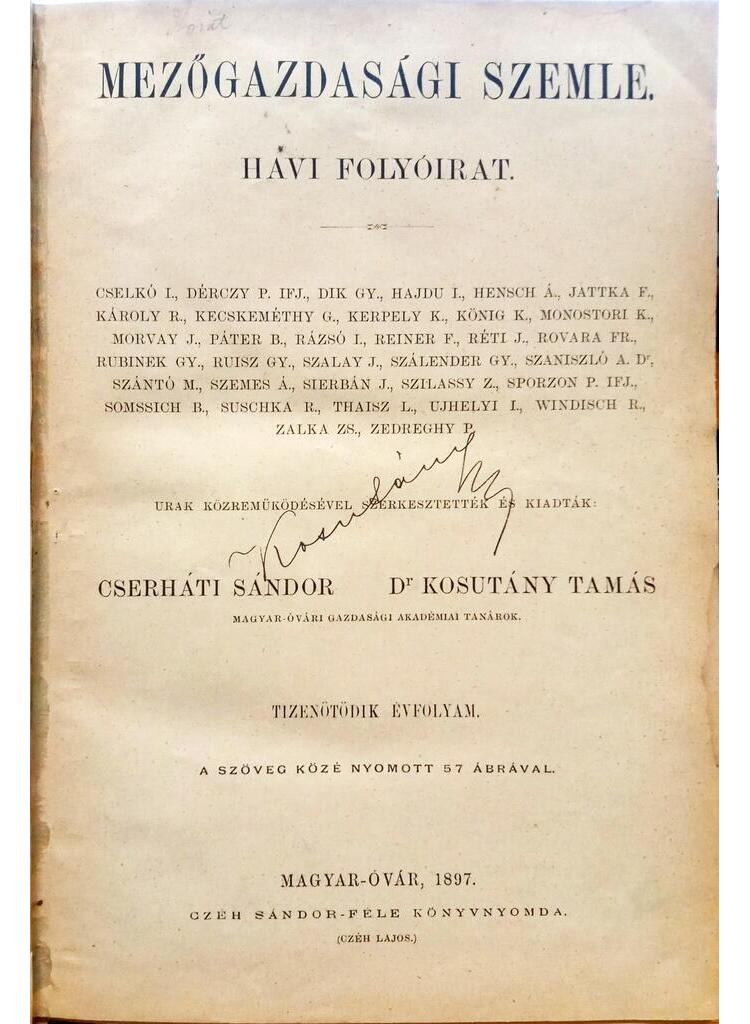 MEZŐGAZDASÁGI SZEMLE.
HAVI FOLYÓIRAT.
CSELKÓ I., DÉRCZY P. IFJ., DIK GY., HAJDU I., HENSCH Á., JATTKA F.,
KÁROLY R., KECSKEMÉTHY G., KERPELY K., KÖNIG K., MONOSTORI K.,
MORVAY J., PÁTER B., RÁZSÓ I., REINER F., RÉTI J., ROVARA FR.,
RUBINEK GY., RUISZ GY., SZALAY J., SZÁLENDER GY., SZANISZLÓ A. Dr.,
SZÁNTÓ M., SZEMES Á., SIERBÁN J., SZILASSY Z., SPORZON P. IFJ.,
SOMSSICH B., SUSCHKA R., THAISZ L., UJHELYI I., WINDISCH R.,
ZALKA ZS., ZEDREGHY P.
URAK KÖZREMŰKÖDÉSÉVEL SZERKESZTETTÉK ÉS KIADTÁK:
Kosutány
CSERHÁTI SÁNDOR Dr KOSUTÁNY TAMÁS
MAGYAR-ÓVÁRI GAZDASÁGI AKADÉMIAI TANÁROK.
TIZENÖTÖDIK ÉVFOLYAM.
A SZÖVEG KÖZÉ NYOMOTT 57 ÁBRÁVAL.
MAGYAR-ÓVÁR, 1897.
CZÉH SÁNDOR-FÉLE KÖNYVNYOMDA.
(CZÉH LAJOS.)